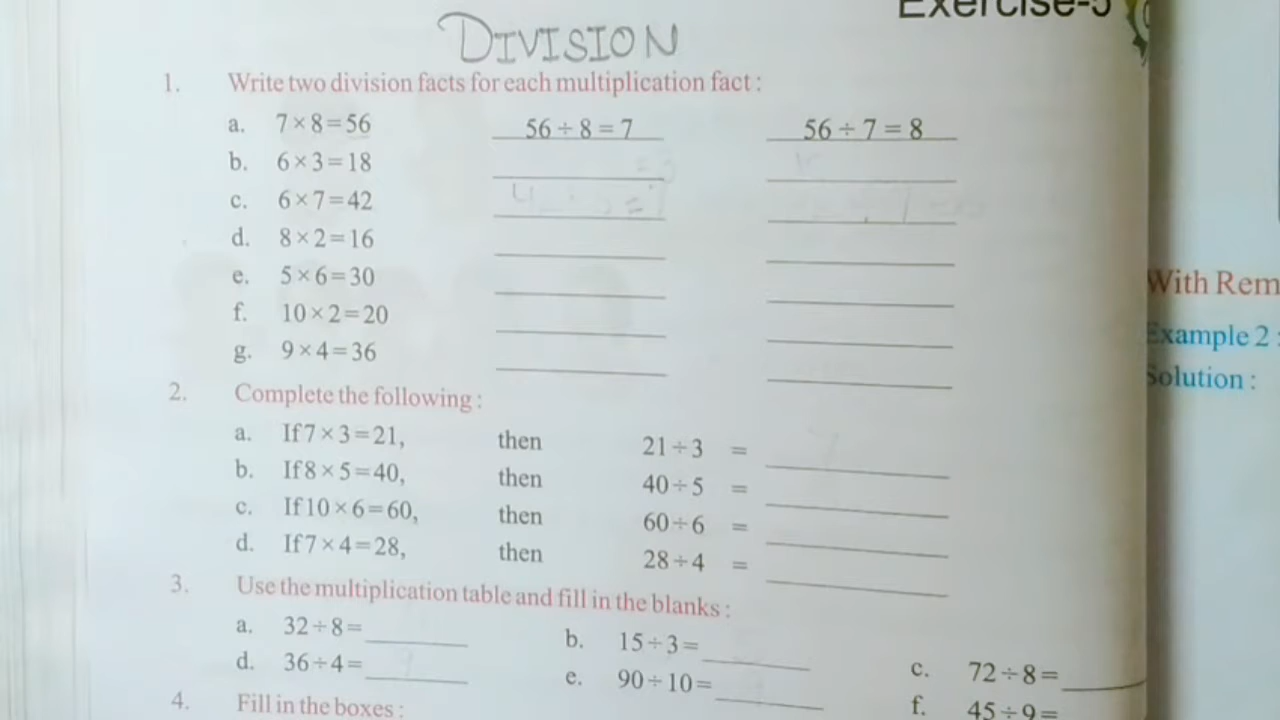 Exercise-5
DIVISION
1. Write two division facts for each multiplication fact :
a. 7×8=56 56÷8=7 56÷7=8
b. 6×3=18
c. 6×7=42
d. 8×2=16
e. 5×6=30
f. 10×2=20
g. 9×4=36
2. Complete the following :
a. If 7×3=21, then 21÷3 =
b. If 8×5=40, then 40÷5 =
c. If 10×6=60, then 60÷6 =
d. If 7×4=28, then 28÷4 =
3. Use the multiplication table and fill in the blanks :
a. 32÷8= b. 15÷3= c. 72÷8=
d. 36÷4= e. 90÷10= f. 45÷9=
4. Fill in the boxes :
With Rem
Example 2 :
Solution :